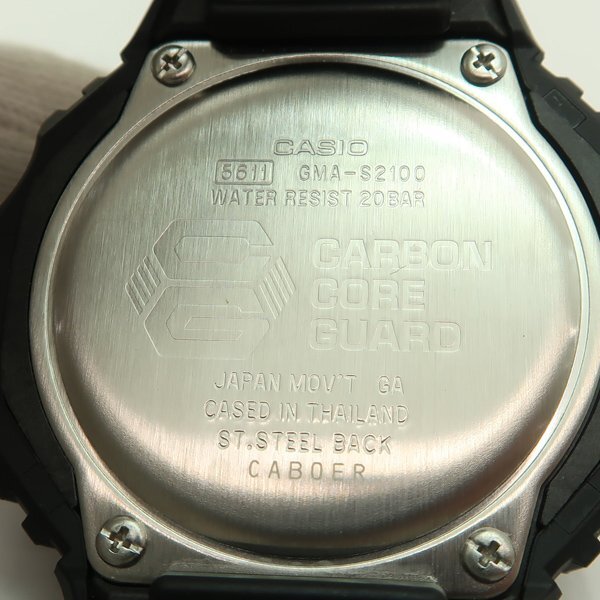 CASIO
5611 GMA-S2100
WATER RESIST 20BAR
CARBON
CORE
GUARD
JAPAN MOV'T GA
CASED IN THAILAND
ST.STEEL BACK
CABOER